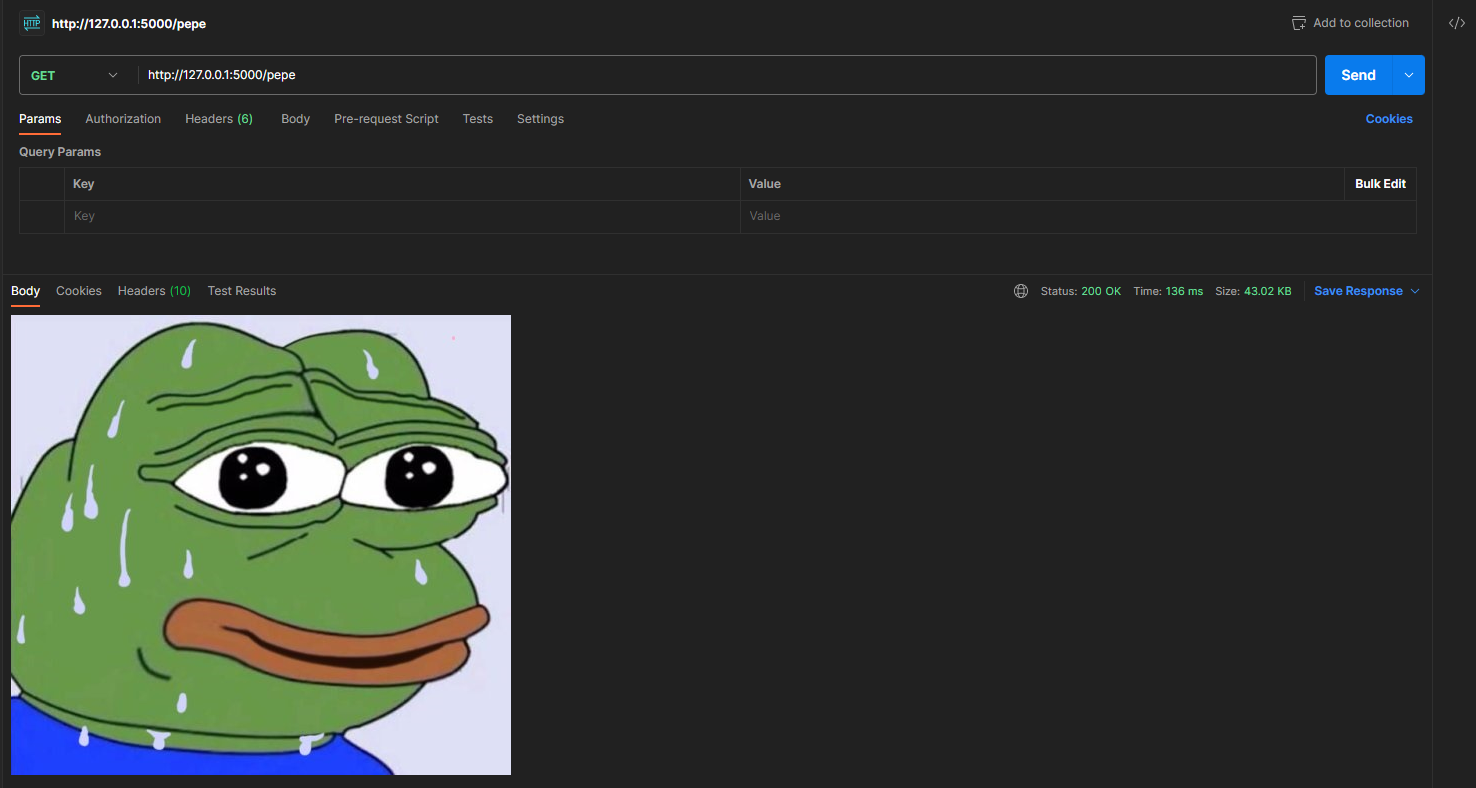 HTTP http://127.0.0.1:5000/pepe Add to collection </>
GET http://127.0.0.1:5000/pepe Send
Params Authorization Headers (6) Body Pre-request Script Tests Settings Cookies
Query Params
Key Value Bulk Edit
Key Value
Body Cookies Headers (10) Test Results Status: 200 OK Time: 136 ms Size: 43.02 KB Save Response